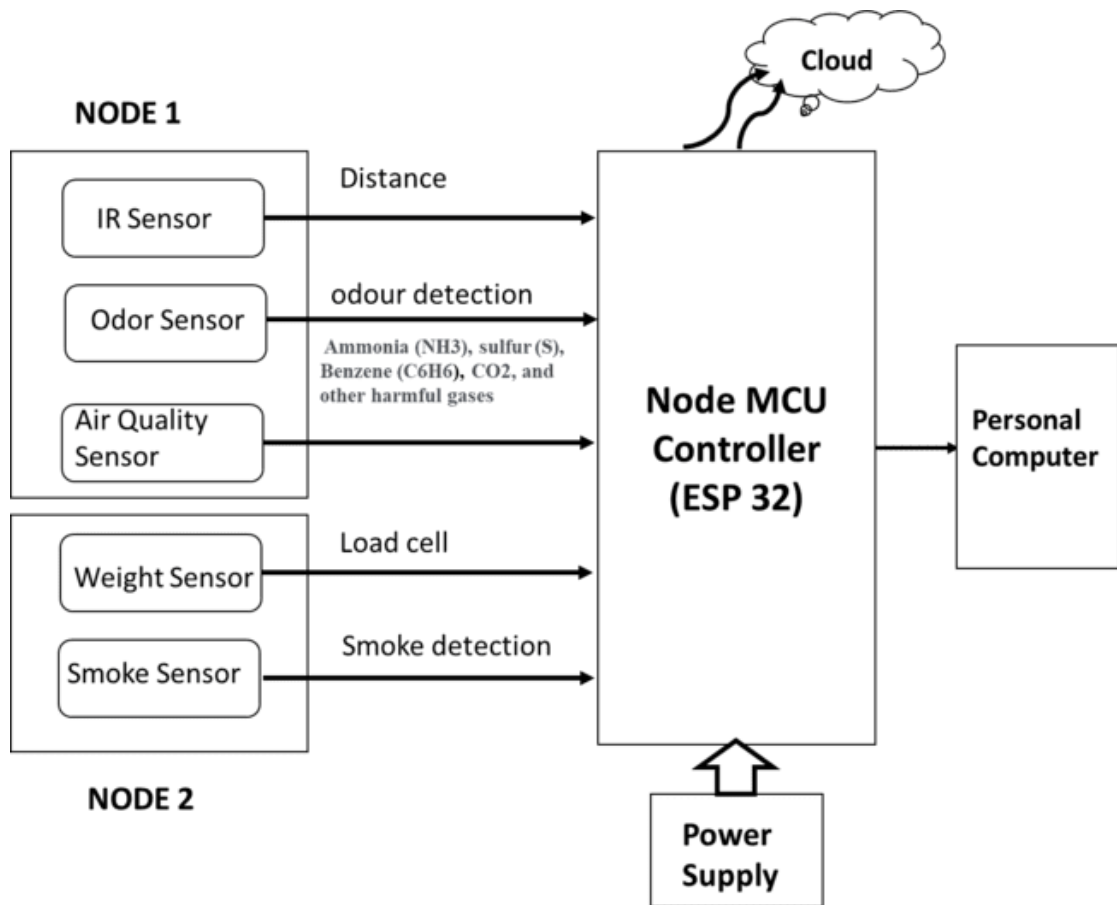 Cloud
NODE 1
IR Sensor
Distance
Odor Sensor
odour detection
Ammonia (NH3), sulfur (S),
Benzene (C6H6), CO2, and
other harmful gases
Air Quality
Sensor
NODE 2
Weight Sensor
Load cell
Smoke Sensor
Smoke detection
Node MCU
Controller
(ESP 32)
Personal
Computer
Power
Supply